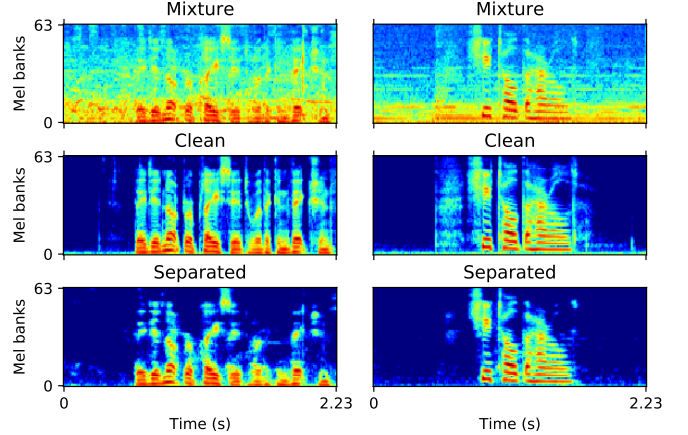 Mixture
Mixture
63
Mel banks
0
Clean
Clean
63
Mel banks
0
Separated
Separated
63
Mel banks
0
0
2.23
0
2.23
Time (s)
Time (s)